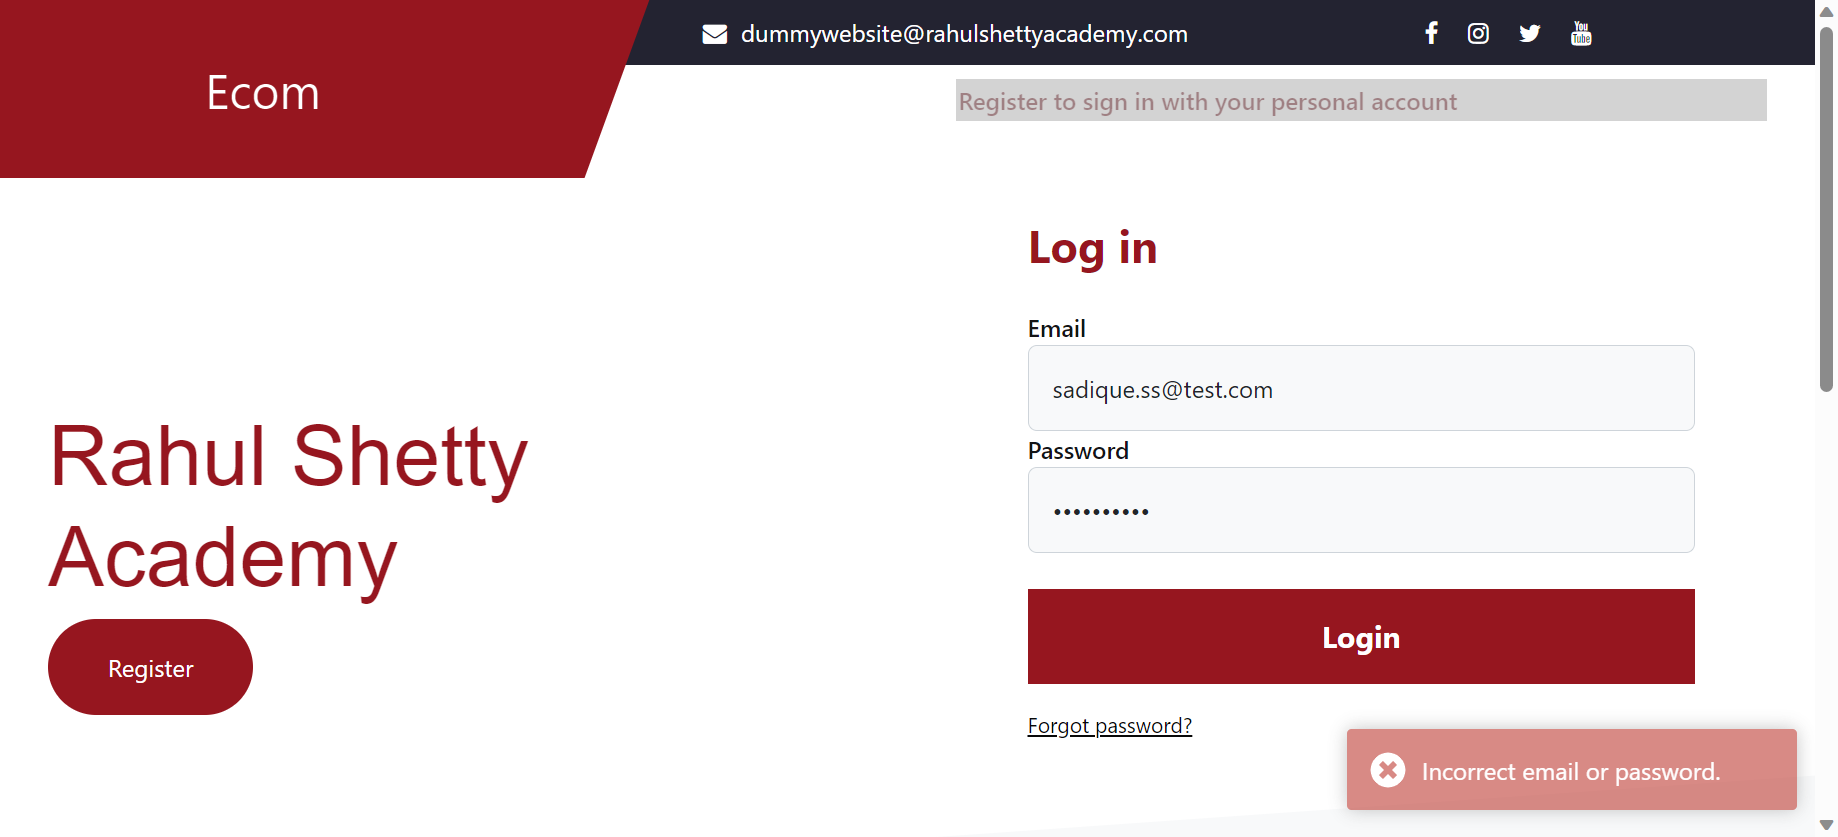 Ecom
dummywebsite@rahulshettyacademy.com
You
Tube
Register to sign in with your personal account
Log in
Email
sadique.ss@test.com
Password
••••••••••
Rahul Shetty
Academy
Register
Login
Forgot password?
Incorrect email or password.